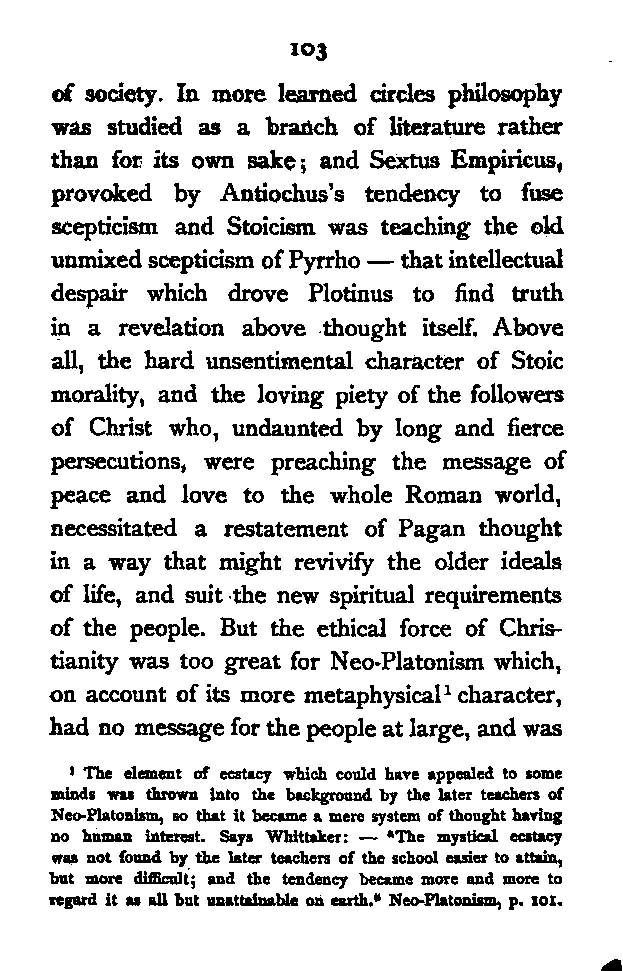 103
of society. In more learned circles philosophy
was studied as a branch of literature rather
than for its own sake; and Sextus Empiricus,
provoked by Antiochus's tendency to fuse
scepticism and Stoicism was teaching the old
unmixed scepticism of Pyrrho — that intellectual
despair which drove Plotinus to find truth
in a revelation above thought itself. Above
all, the hard unsentimental character of Stoic
morality, and the loving piety of the followers
of Christ who, undaunted by long and fierce
persecutions, were preaching the message of
peace and love to the whole Roman world,
necessitated a restatement of Pagan thought
in a way that might revivify the older ideals
of life, and suit the new spiritual requirements
of the people. But the ethical force of Chris-
tianity was too great for Neo-Platonism which,
on account of its more metaphysical¹ character,
had no message for the people at large, and was
¹ The element of ecstacy which could have appealed to some
minds was thrown into the background by the later teachers of
Neo-Platonism, so that it became a mere system of thought having
no human interest. Says Whittaker: — "The mystical ecstacy
was not found by the later teachers of the school easier to attain,
but more difficult; and the tendency became more and more to
regard it as all but unattainable on earth." Neo-Platonism, p. 101.